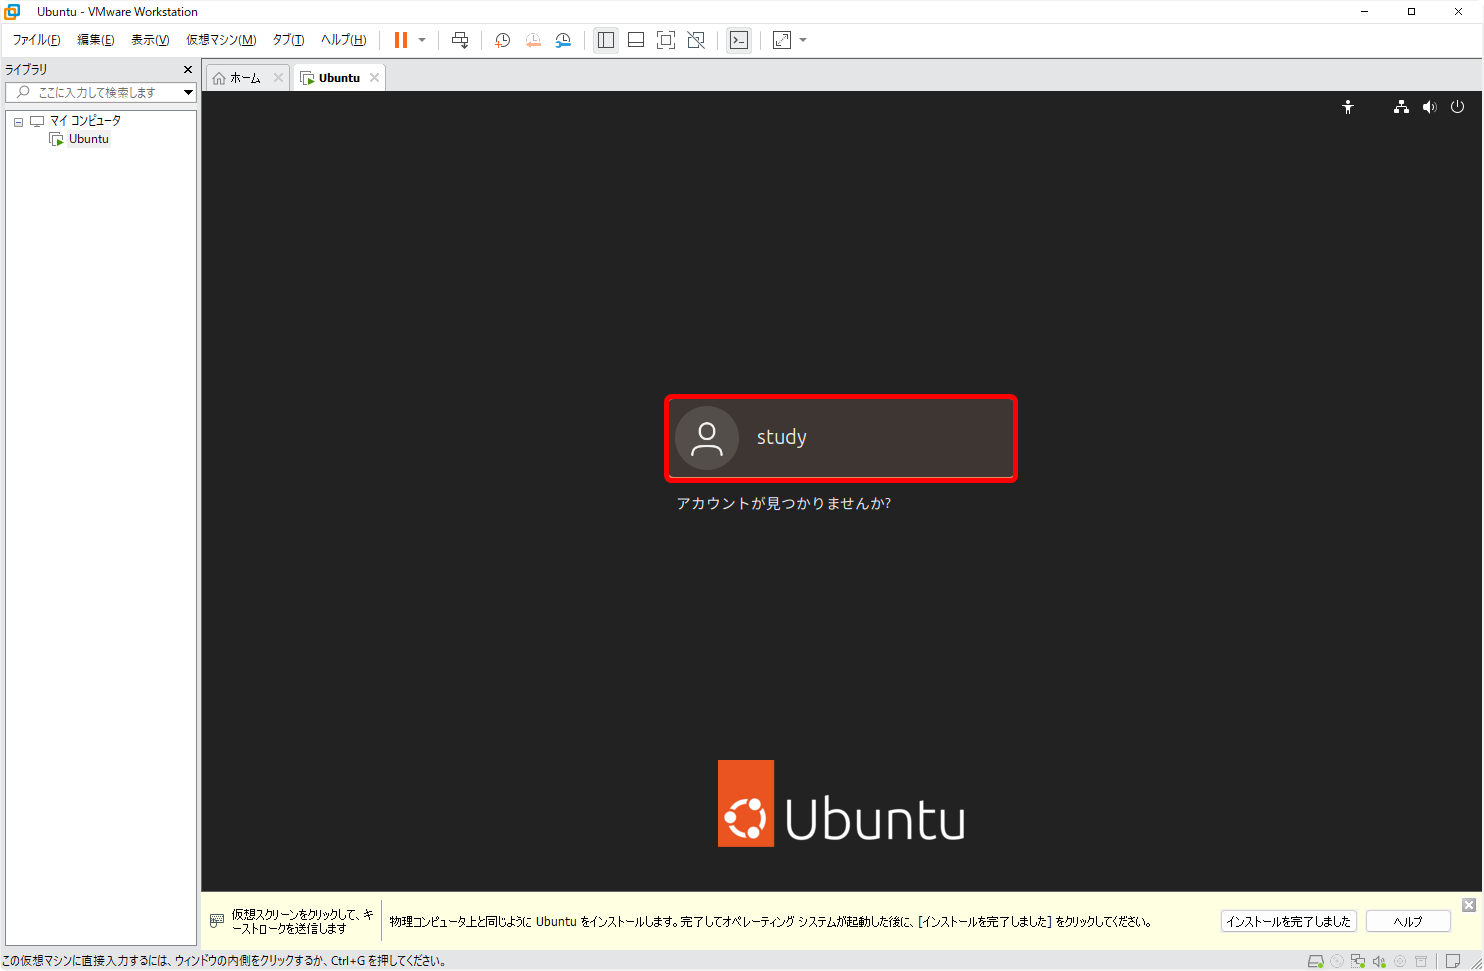 Ubuntu - VMware Workstation
ファイル(F) 編集(E) 表示(V) 仮想マシン(M) タブ(T) ヘルプ(H)
ライブラリ
ここに入力して検索します
マイ コンピュータ
Ubuntu
ホーム
Ubuntu
study
アカウントが見つかりませんか?
Ubuntu
仮想スクリーンをクリックして、キ
ーストロークを送信します
物理コンピュータ上と同じように Ubuntu をインストールします。完了してオペレーティング システムが起動した後に、[インストールを完了しました] をクリックしてください。
インストールを完了しました
ヘルプ
この仮想マシンに直接入力するには、ウィンドウの内側をクリックするか、Ctrl+G を押してください。